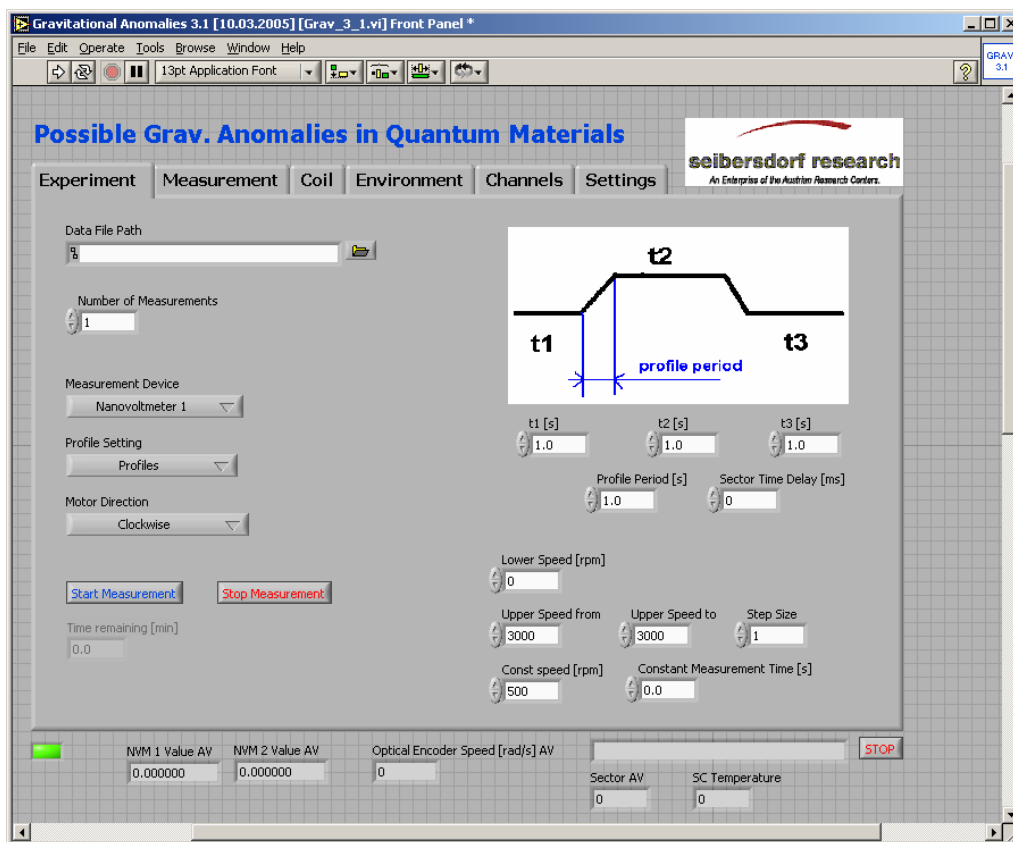 Gravitational Anomalies 3.1 [10.03.2005] [Grav_3_1.vi] Front Panel *
File Edit Operate Tools Browse Window Help
13pt Application Font
?
GRAV
3.1
Possible Grav. Anomalies in Quantum Materials
seibersdorf research
An Enterprise of the Austrian Research Centers.
Experiment Measurement Coil Environment Channels Settings
Data File Path
Number of Measurements
1
Measurement Device
Nanovoltmeter 1
Profile Setting
Profiles
Motor Direction
Clockwise
Start Measurement Stop Measurement
Time remaining [min]
0.0
t2
t1
t3
profile period
t1 [s] t2 [s] t3 [s]
1.0 1.0 1.0
Profile Period [s] Sector Time Delay [ms]
1.0 0
Lower Speed [rpm]
0
Upper Speed from Upper Speed to Step Size
3000 3000 1
Const speed [rpm] Constant Measurement Time [s]
500 0.0
NVM 1 Value AV NVM 2 Value AV Optical Encoder Speed [rad/s] AV
0.000000 0.000000 0
STOP
Sector AV SC Temperature
0 0